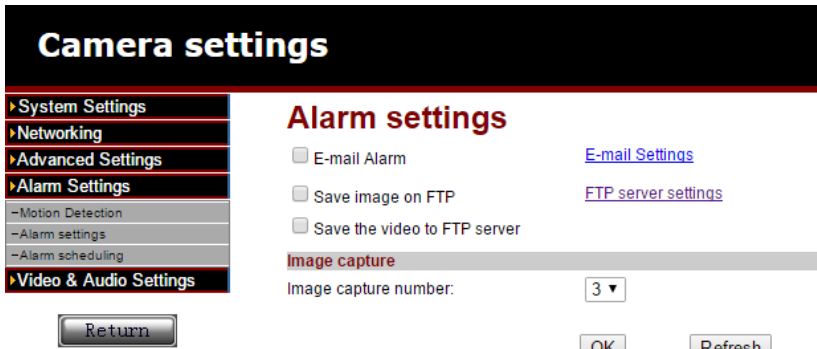 Camera settings
System Settings
Networking
Advanced Settings
Alarm Settings
-Motion Detection
-Alarm settings
-Alarm scheduling
Video & Audio Settings
Return
Alarm settings
E-mail Alarm E-mail Settings
Save image on FTP FTP server settings
Save the video to FTP server
Image capture
Image capture number: 3
OK Refresh